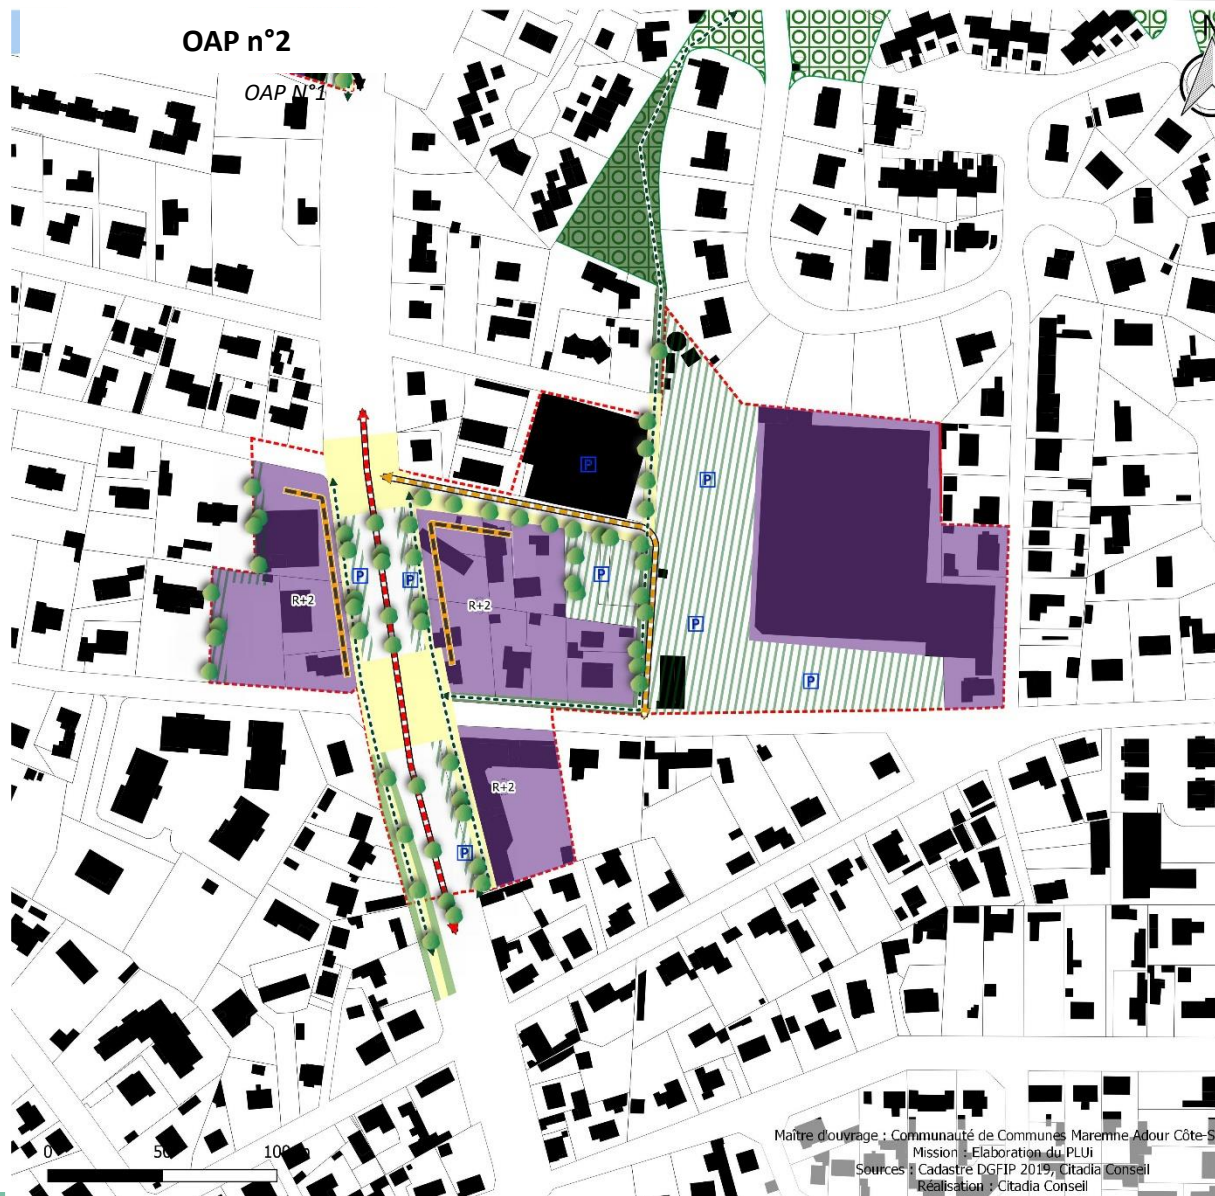 OAP n°2
OAP N°1
N
P
P
P
P
P
P
R+2
R+2
P
P
R+2
P
0
100
Maître d'ouvrage : Communauté de Communes Maremne Adour Côte-S
Mission : Elaboration du PLUi
Sources : Cadastre DGFIP 2019, Citadia Conseil
Réalisation : Citadia Conseil